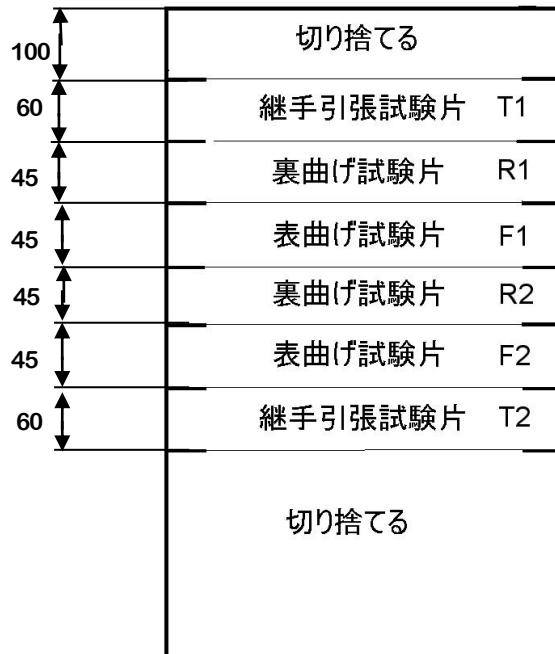 切り捨てる
100
60 継手引張試験片 T1
45 裏曲げ試験片 R1
45 表曲げ試験片 F1
45 裏曲げ試験片 R2
45 表曲げ試験片 F2
60 継手引張試験片 T2
切り捨てる